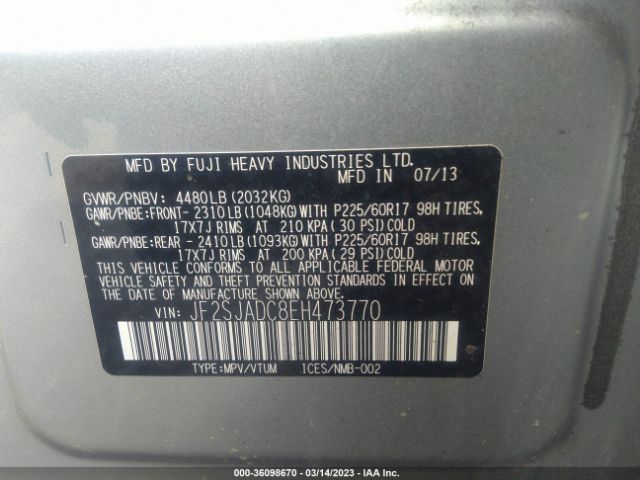 MFD BY FUJI HEAVY INDUSTRIES LTD.
MFD IN 07/13
GVWR/PNBV: 4480LB (2032KG)
GAWR/PNBE:FRONT- 2310LB (1048KG) WITH P225/60R17 98H TIRES,
17X7J RIMS AT 210 KPA (30 PSI) COLD
GAWR/PNBE:REAR - 2410LB (1093KG) WITH P225/60R17 98H TIRES,
17X7J RIMS AT 200 KPA (29 PSI) COLD
THIS VEHICLE CONFORMS TO ALL APPLICABLE FEDERAL MOTOR
VEHICLE SAFETY AND THEFT PREVENTION STANDARDS IN EFFECT
ON THE DATE OF MANUFACTURE SHOWN ABOVE.
VIN: JF2SJADC8EH473770
TYPE:MPV/VTUM ICES/NMB-002
000-36098670 - 03/14/2023 - IAA